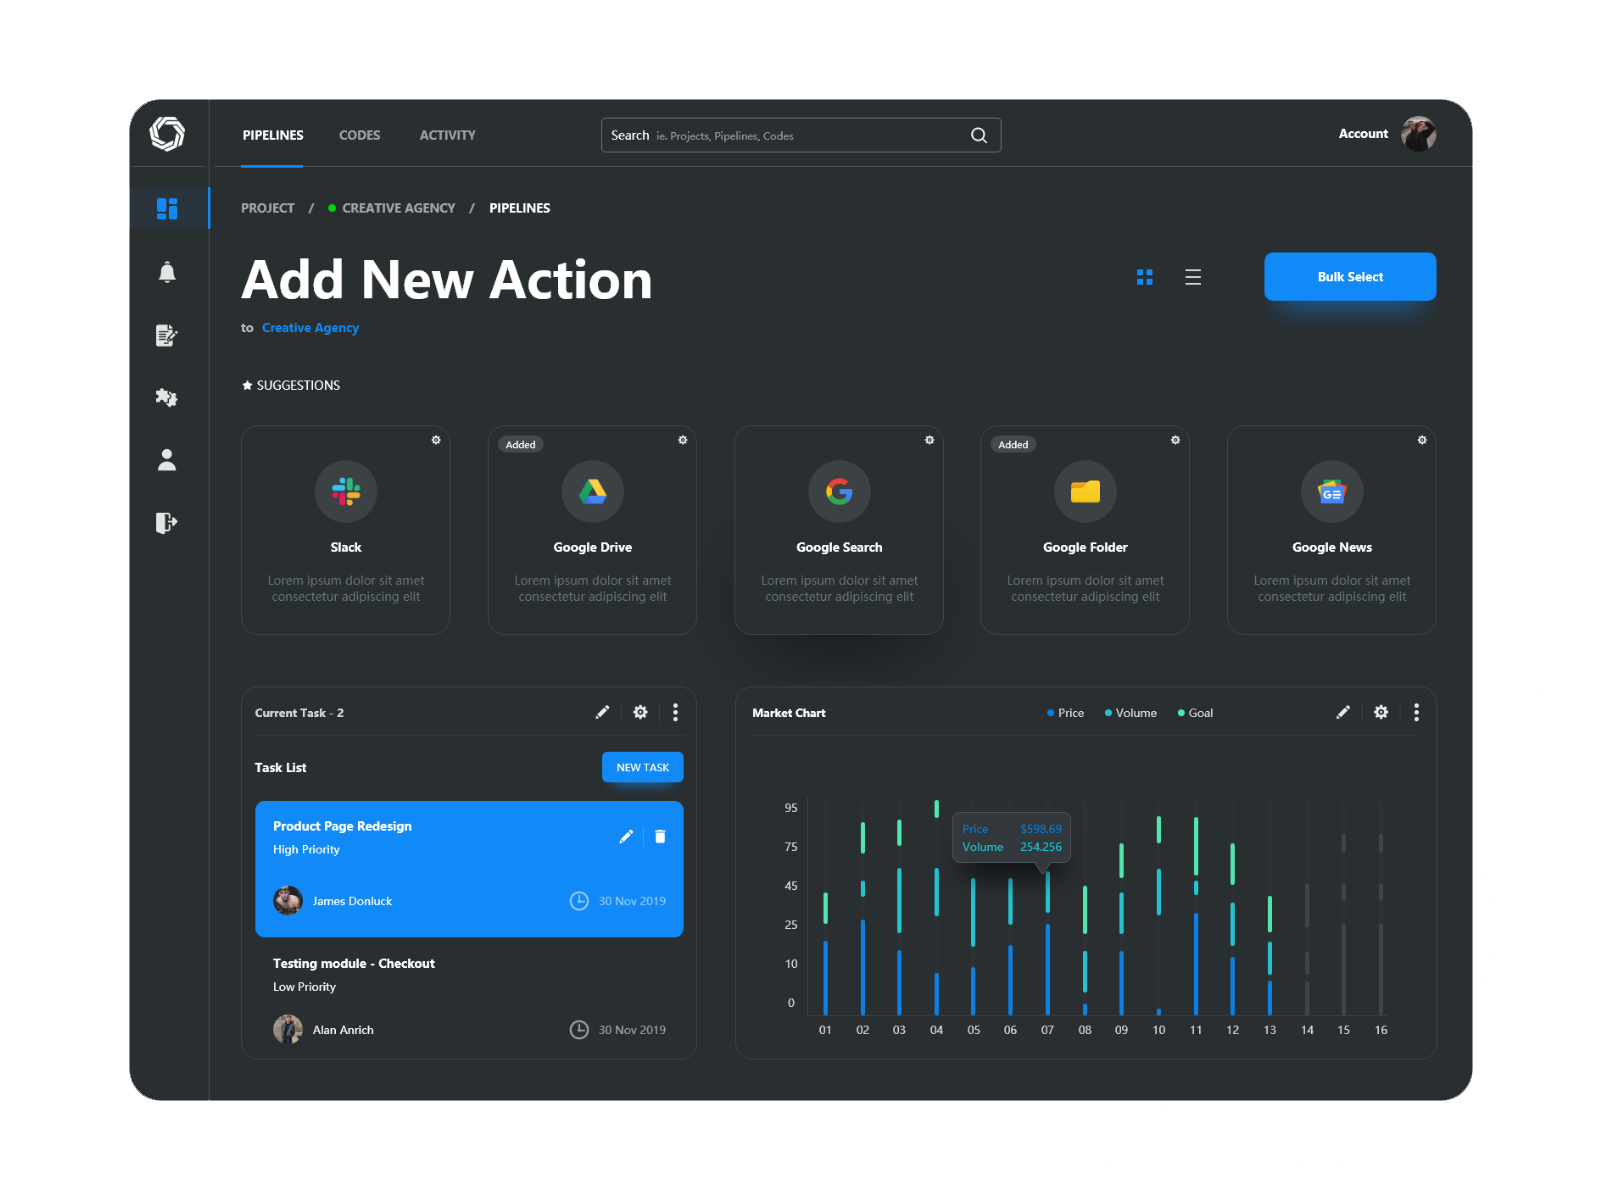 PIPELINES CODES ACTIVITY Search ie. Projects, Pipelines, Codes Account
PROJECT / CREATIVE AGENCY / PIPELINES
Add New Action
Bulk Select
to Creative Agency
SUGGESTIONS
Slack
Lorem ipsum dolor sit amet
consectetur adipiscing elit
Added
Google Drive
Lorem ipsum dolor sit amet
consectetur adipiscing elit
Google Search
Lorem ipsum dolor sit amet
consectetur adipiscing elit
Added
Google Folder
Lorem ipsum dolor sit amet
consectetur adipiscing elit
GE
Google News
Lorem ipsum dolor sit amet
consectetur adipiscing elit
Current Task - 2
Task List
NEW TASK
Product Page Redesign
High Priority
James Donluck 30 Nov 2019
Testing module - Checkout
Low Priority
Alan Anrich 30 Nov 2019
Market Chart Price Volume Goal
95
75
45
25
10
0
Price $598.69
Volume 254.256
01 02 03 04 05 06 07 08 09 10 11 12 13 14 15 16